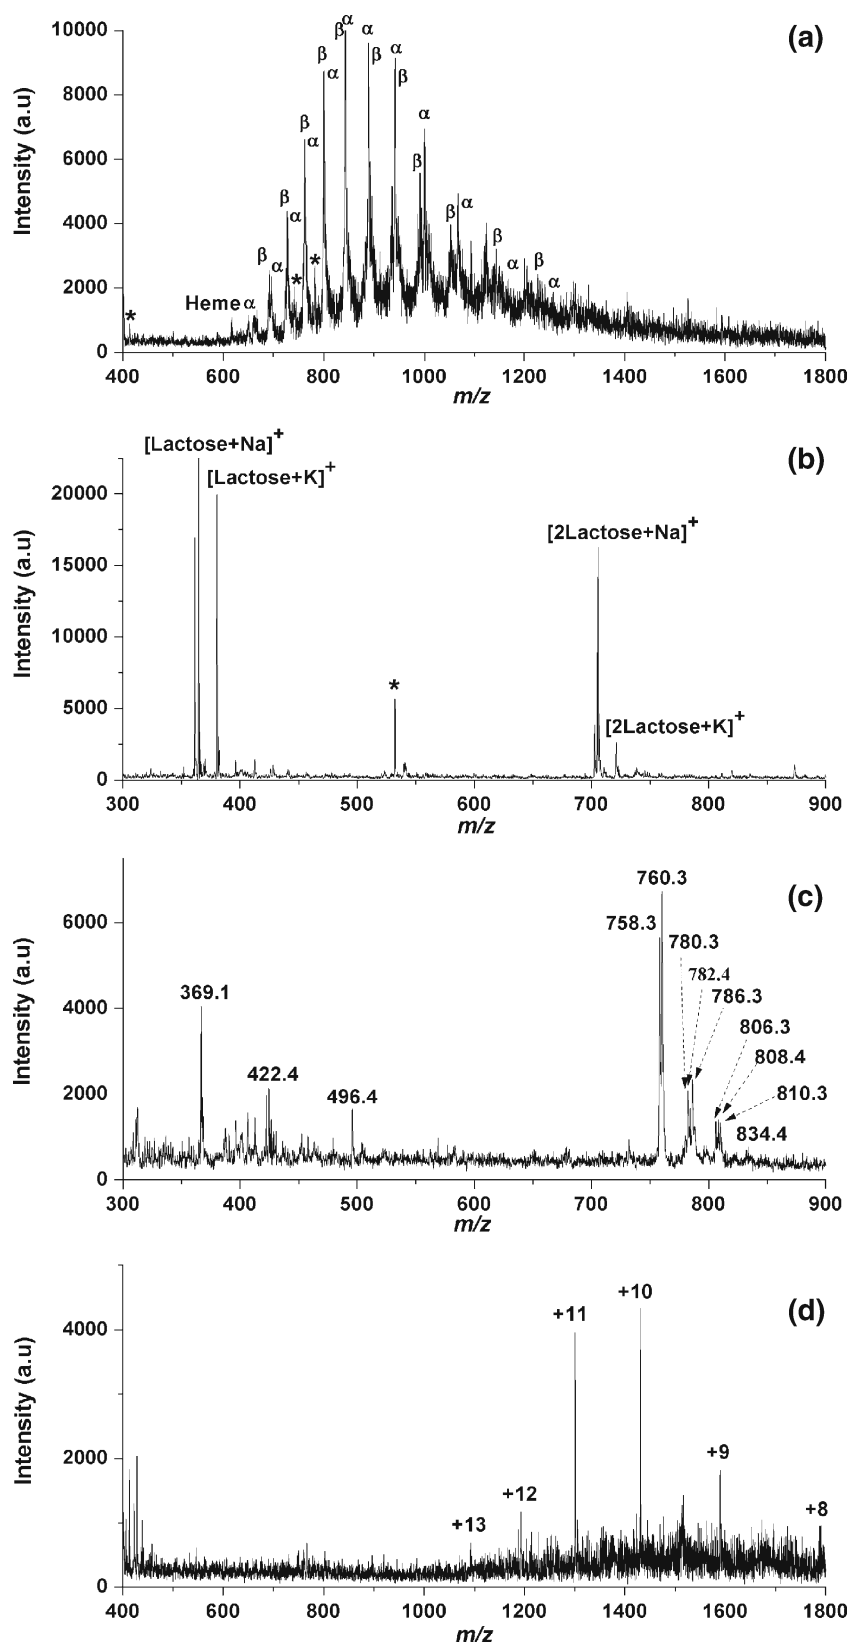 (a)
10000
8000
6000
4000
2000
0
Intensity (a.u)
*
Heme
α
β
α
β
α
*
β
α
*
β
α
β
α
α
β
α
β
β
α
β
α
β
α
β
α
400 600 800 1000 1200 1400 1600 1800
m/z
(b)
[Lactose+Na]+
[Lactose+K]+
*
[2Lactose+Na]+
[2Lactose+K]+
20000
15000
10000
5000
0
Intensity (a.u)
300 400 500 600 700 800 900
m/z
(c)
760.3
758.3
780.3
782.4
786.3
806.3
808.4
810.3
834.4
369.1
422.4
496.4
6000
4000
2000
0
Intensity (a.u)
300 400 500 600 700 800 900
m/z
(d)
+10
+11
+9
+12
+13
+8
4000
2000
0
Intensity (a.u)
400 600 800 1000 1200 1400 1600 1800
m/z